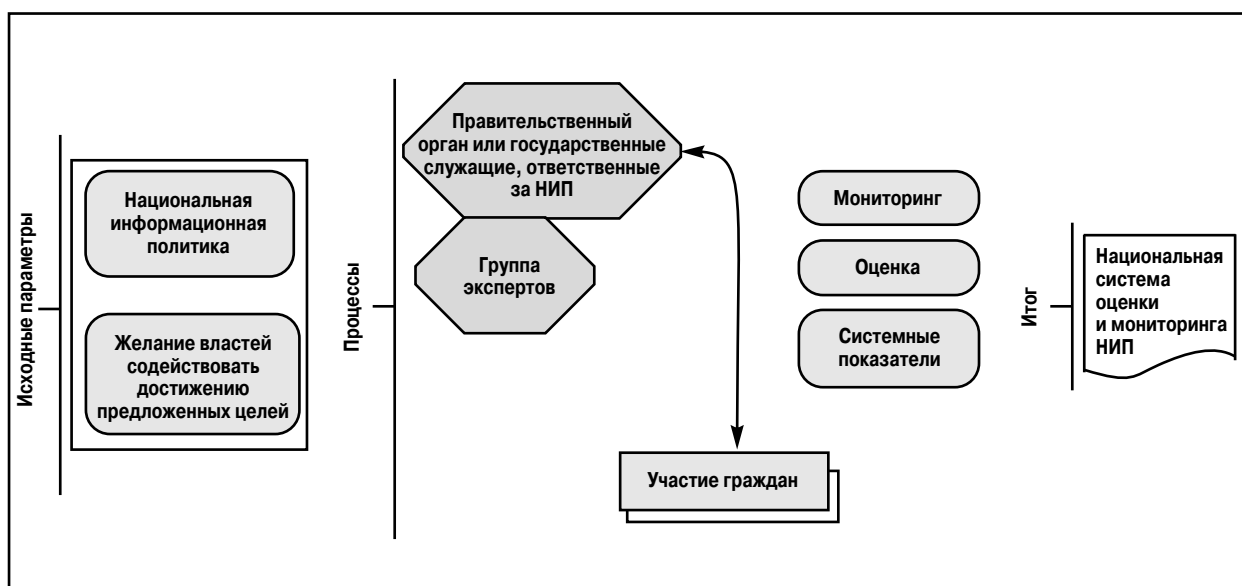 Исходные параметры
Национальная
информационная
политика
Желание властей
содействовать
достижению
предложенных целей
Процессы
Правительственный
орган или государственные
служащие, ответственные
за НИП
Группа
экспертов
Участие граждан
Мониторинг
Оценка
Системные
показатели
Итог
Национальная
система
оценки
и мониторинга
НИП